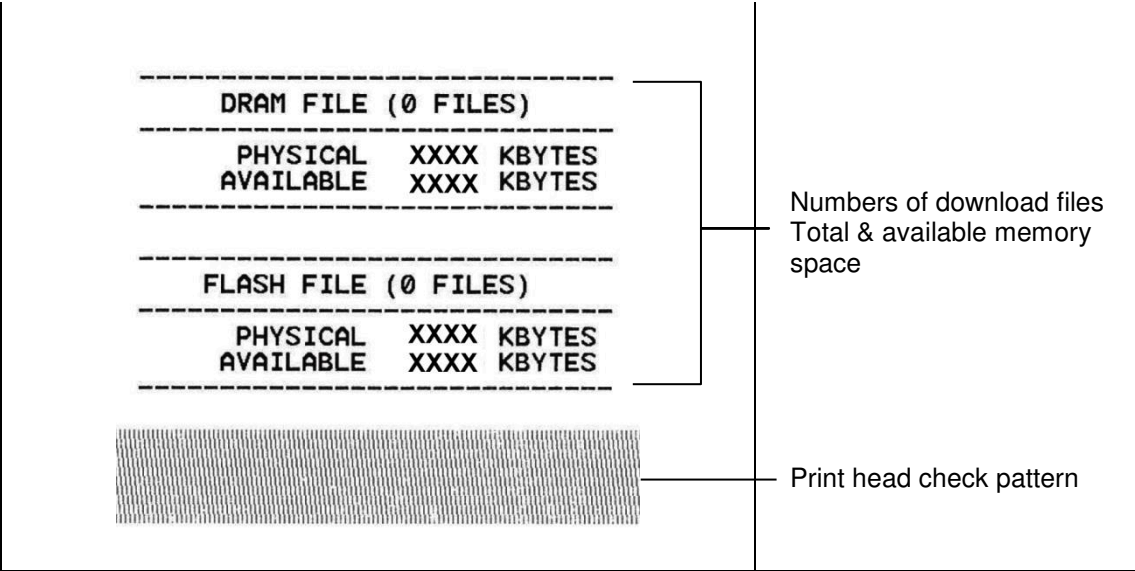 DRAM FILE (0 FILES)
PHYSICAL XXXX KBYTES
AVAILABLE XXXX KBYTES
FLASH FILE (0 FILES)
PHYSICAL XXXX KBYTES
AVAILABLE XXXX KBYTES
Numbers of download files
Total & available memory
space
Print head check pattern